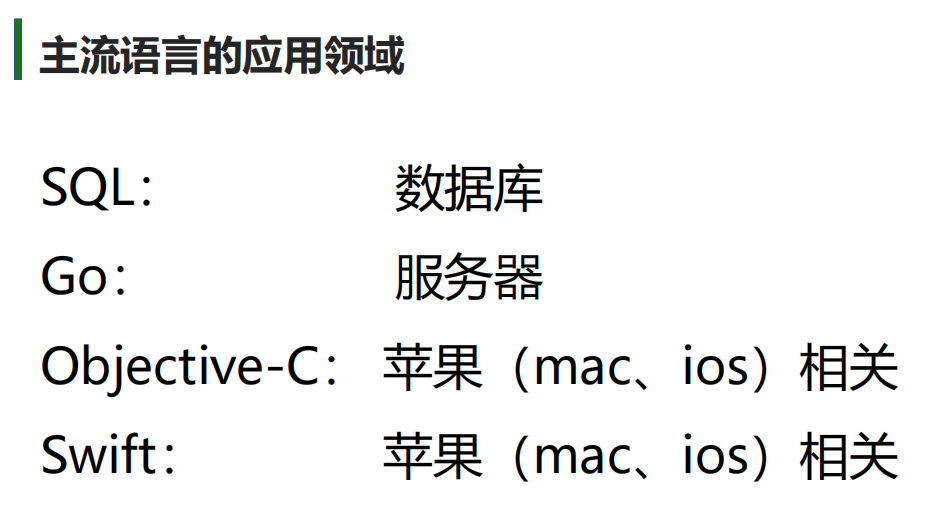 主流语言的应用领域
SQL： 数据库
Go： 服务器
Objective-C： 苹果（mac、ios）相关
Swift： 苹果（mac、ios）相关